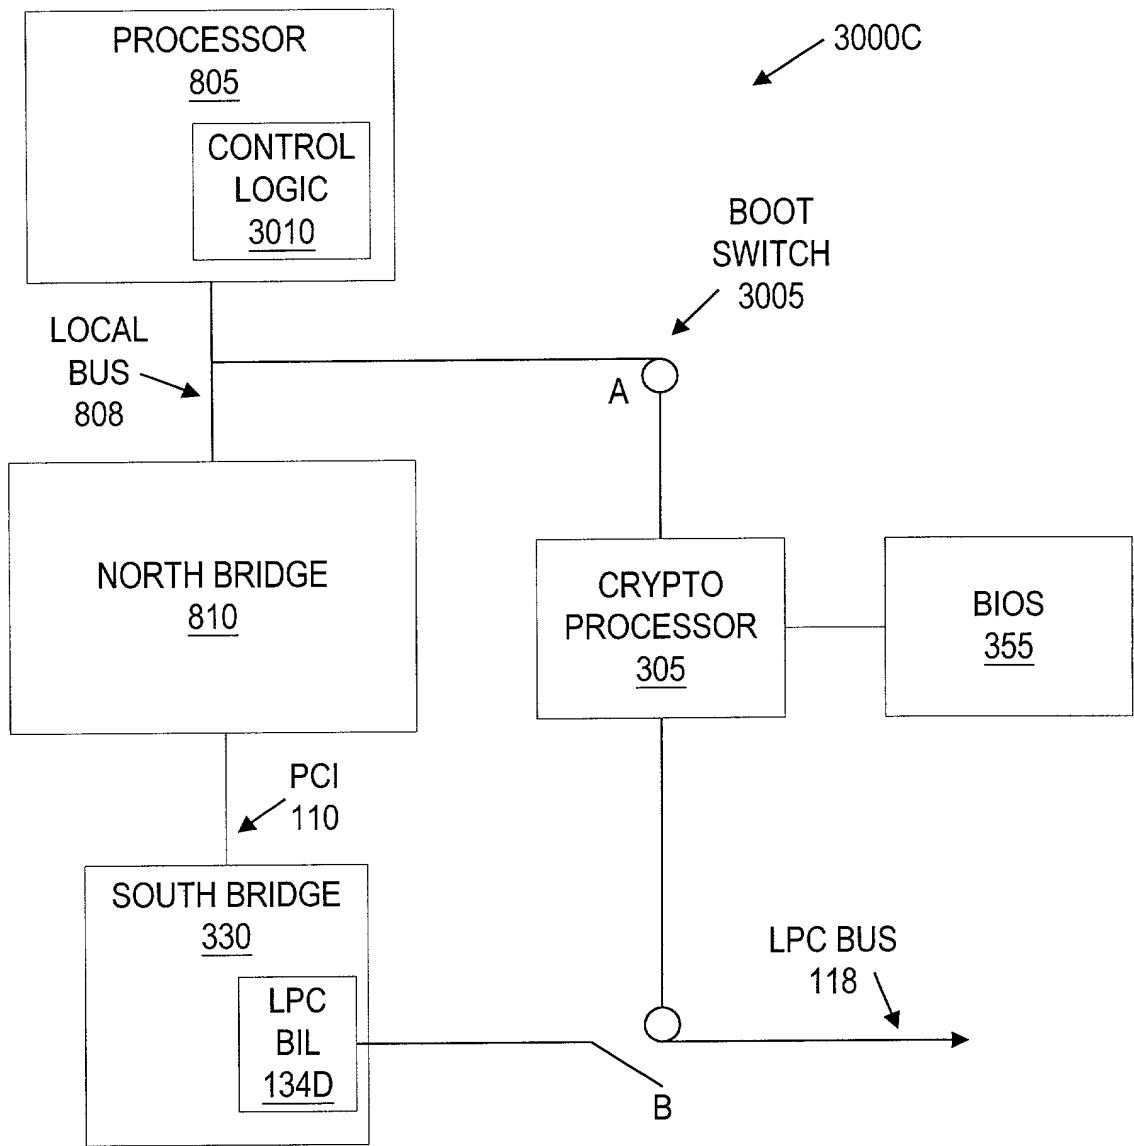 PROCESSOR
805
CONTROL
LOGIC
3010
3000C
BOOT
SWITCH
3005
LOCAL
BUS
808
A
NORTH BRIDGE
810
CRYPTO
PROCESSOR
305
BIOS
355
PCI
110
SOUTH BRIDGE
330
LPC
BIL
134D
LPC BUS
118
B